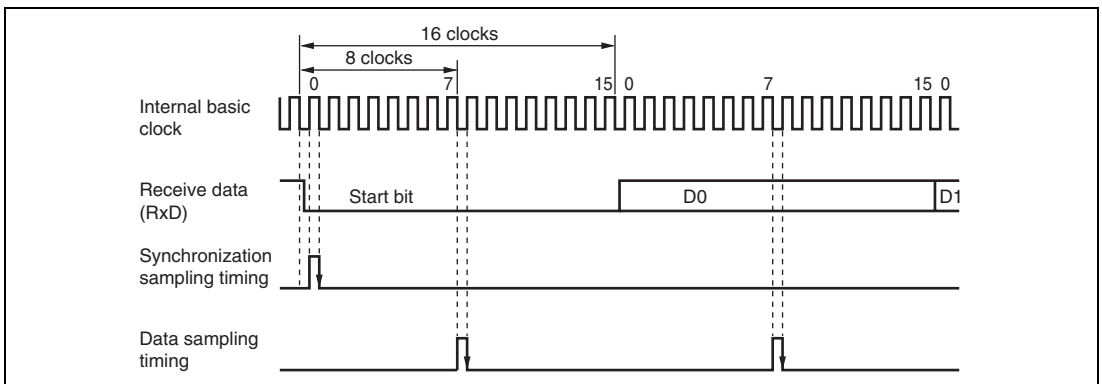 16 clocks
8 clocks
0 7 15 0 7 15 0
Internal basic
clock
Receive data
(RxD)
Start bit D0 D1
Synchronization
sampling timing
Data sampling
timing